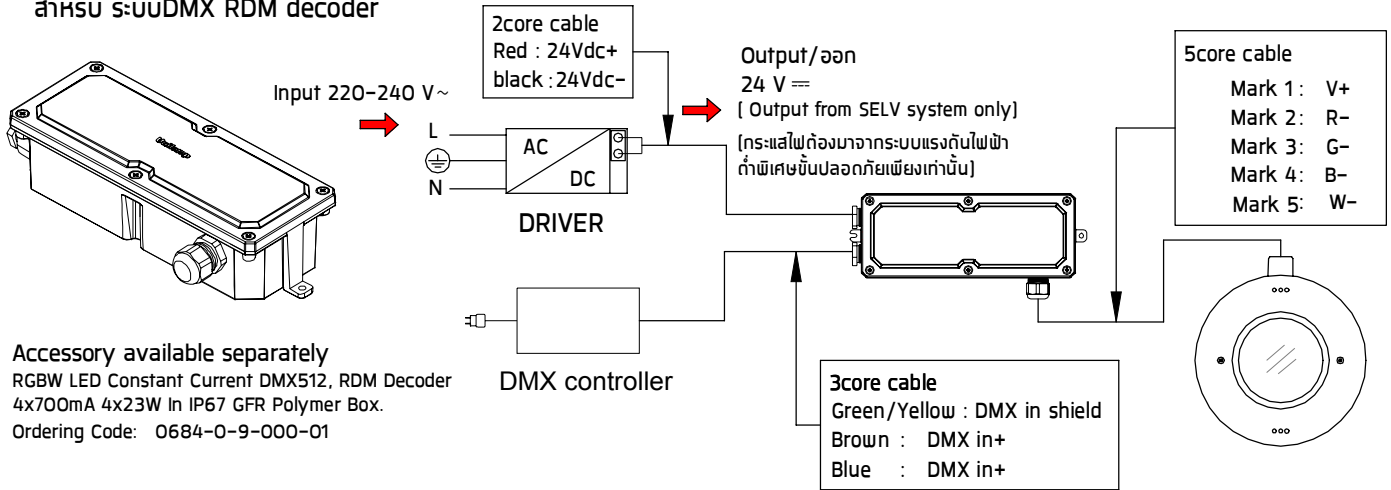 สำหรับ ระบบDMX RDM decoder
Input 220-240 V~
L
N
AC
DC
DRIVER
2core cable
Red : 24Vdc+
black : 24Vdc-
Output/ออก
24 V ⎓
( Output from SELV system only)
(กระแสไฟต้องมาจากระบบแรงดันไฟฟ้า
ต่ำพิเศษขั้นปลอดภัยเพียงเท่านั้น)
5core cable
Mark 1 : V+
Mark 2 : R-
Mark 3 : G-
Mark 4 : B-
Mark 5: W-
DMX controller
3core cable
Green/Yellow : DMX in shield
Brown : DMX in+
Blue : DMX in+
Accessory available separately
RGBW LED Constant Current DMX512, RDM Decoder
4x700mA 4x23W In IP67 GFR Polymer Box.
Ordering Code: 0684-0-9-000-01